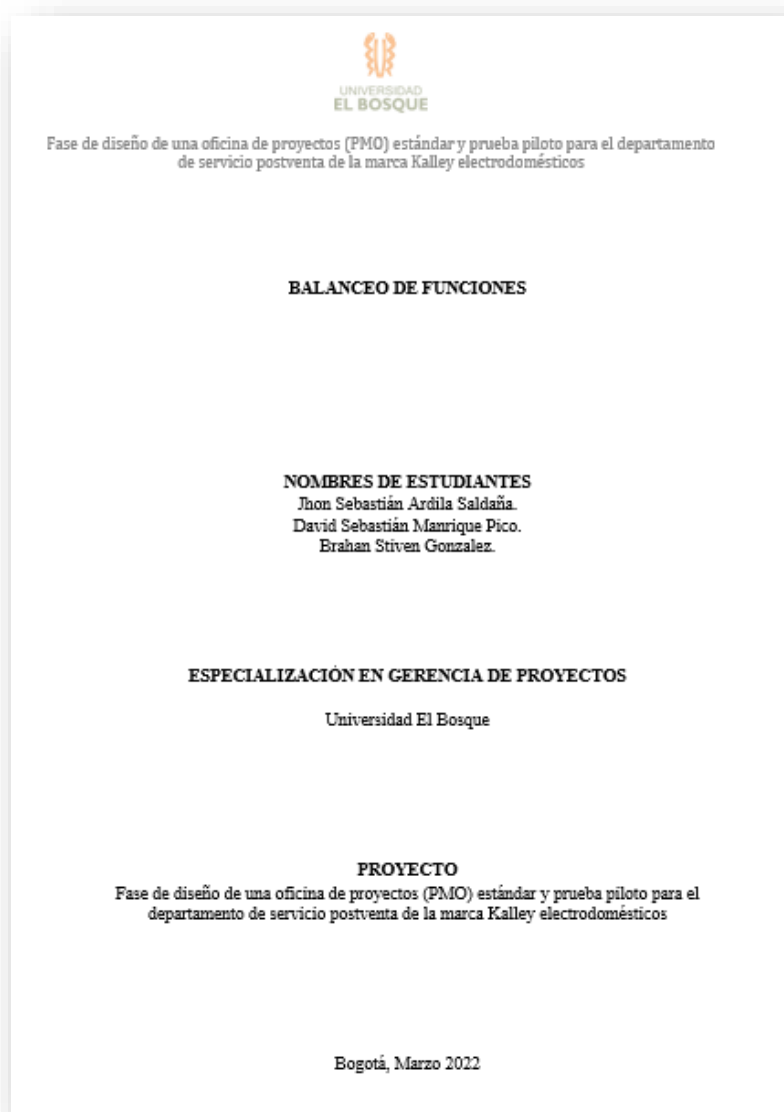 UNIVERSIDAD
EL BOSQUE
Fase de diseño de una oficina de proyectos (PMO) estándar y prueba piloto para el departamento
de servicio postventa de la marca Kalley electrodomésticos
BALANCEO DE FUNCIONES
NOMBRES DE ESTUDIANTES
Jhon Sebastián Ardila Saldaña.
David Sebastián Manrique Pico.
Brahan Stiven Gonzalez.
ESPECIALIZACIÓN EN GERENCIA DE PROYECTOS
Universidad El Bosque
PROYECTO
Fase de diseño de una oficina de proyectos (PMO) estándar y prueba piloto para el
departamento de servicio postventa de la marca Kalley electrodomésticos
Bogotá, Marzo 2022